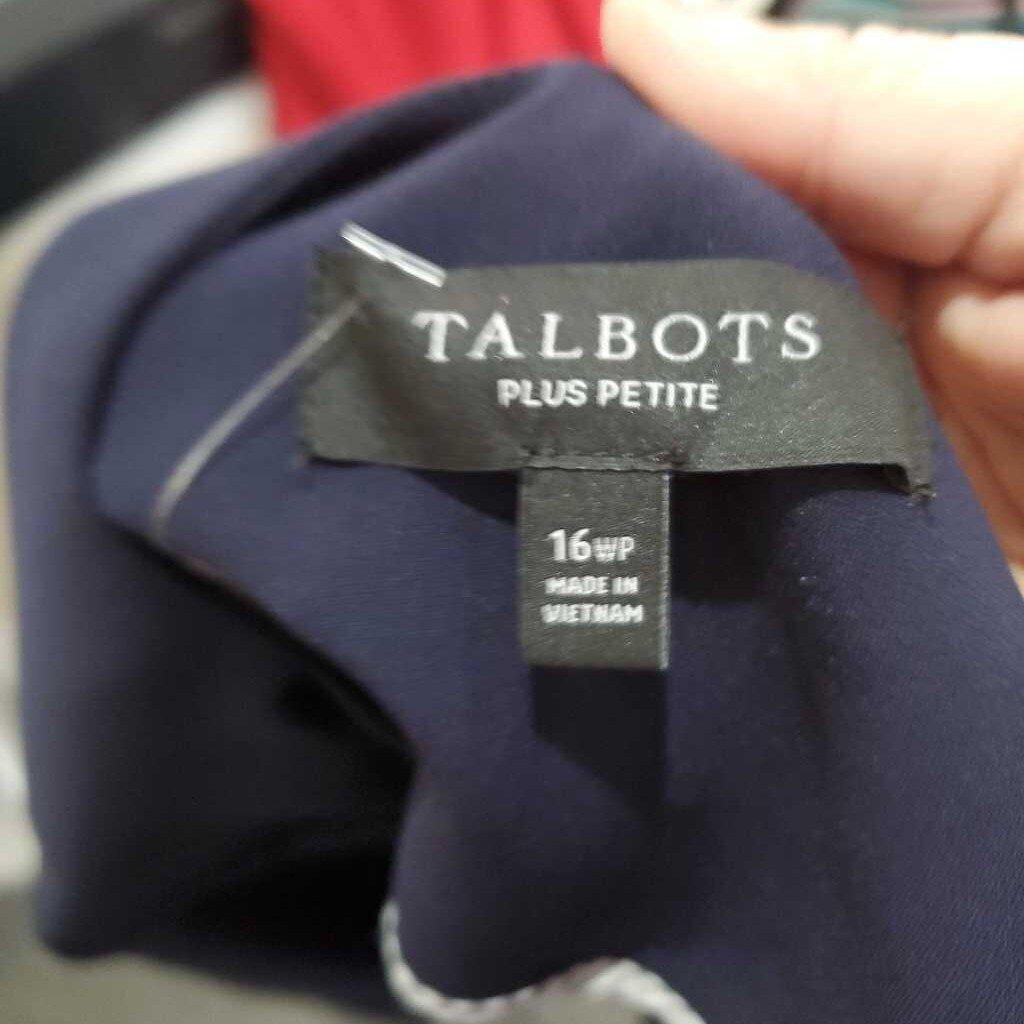 TALBOTS
PLUS PETITE
16WP
MADE IN
VIETNAM